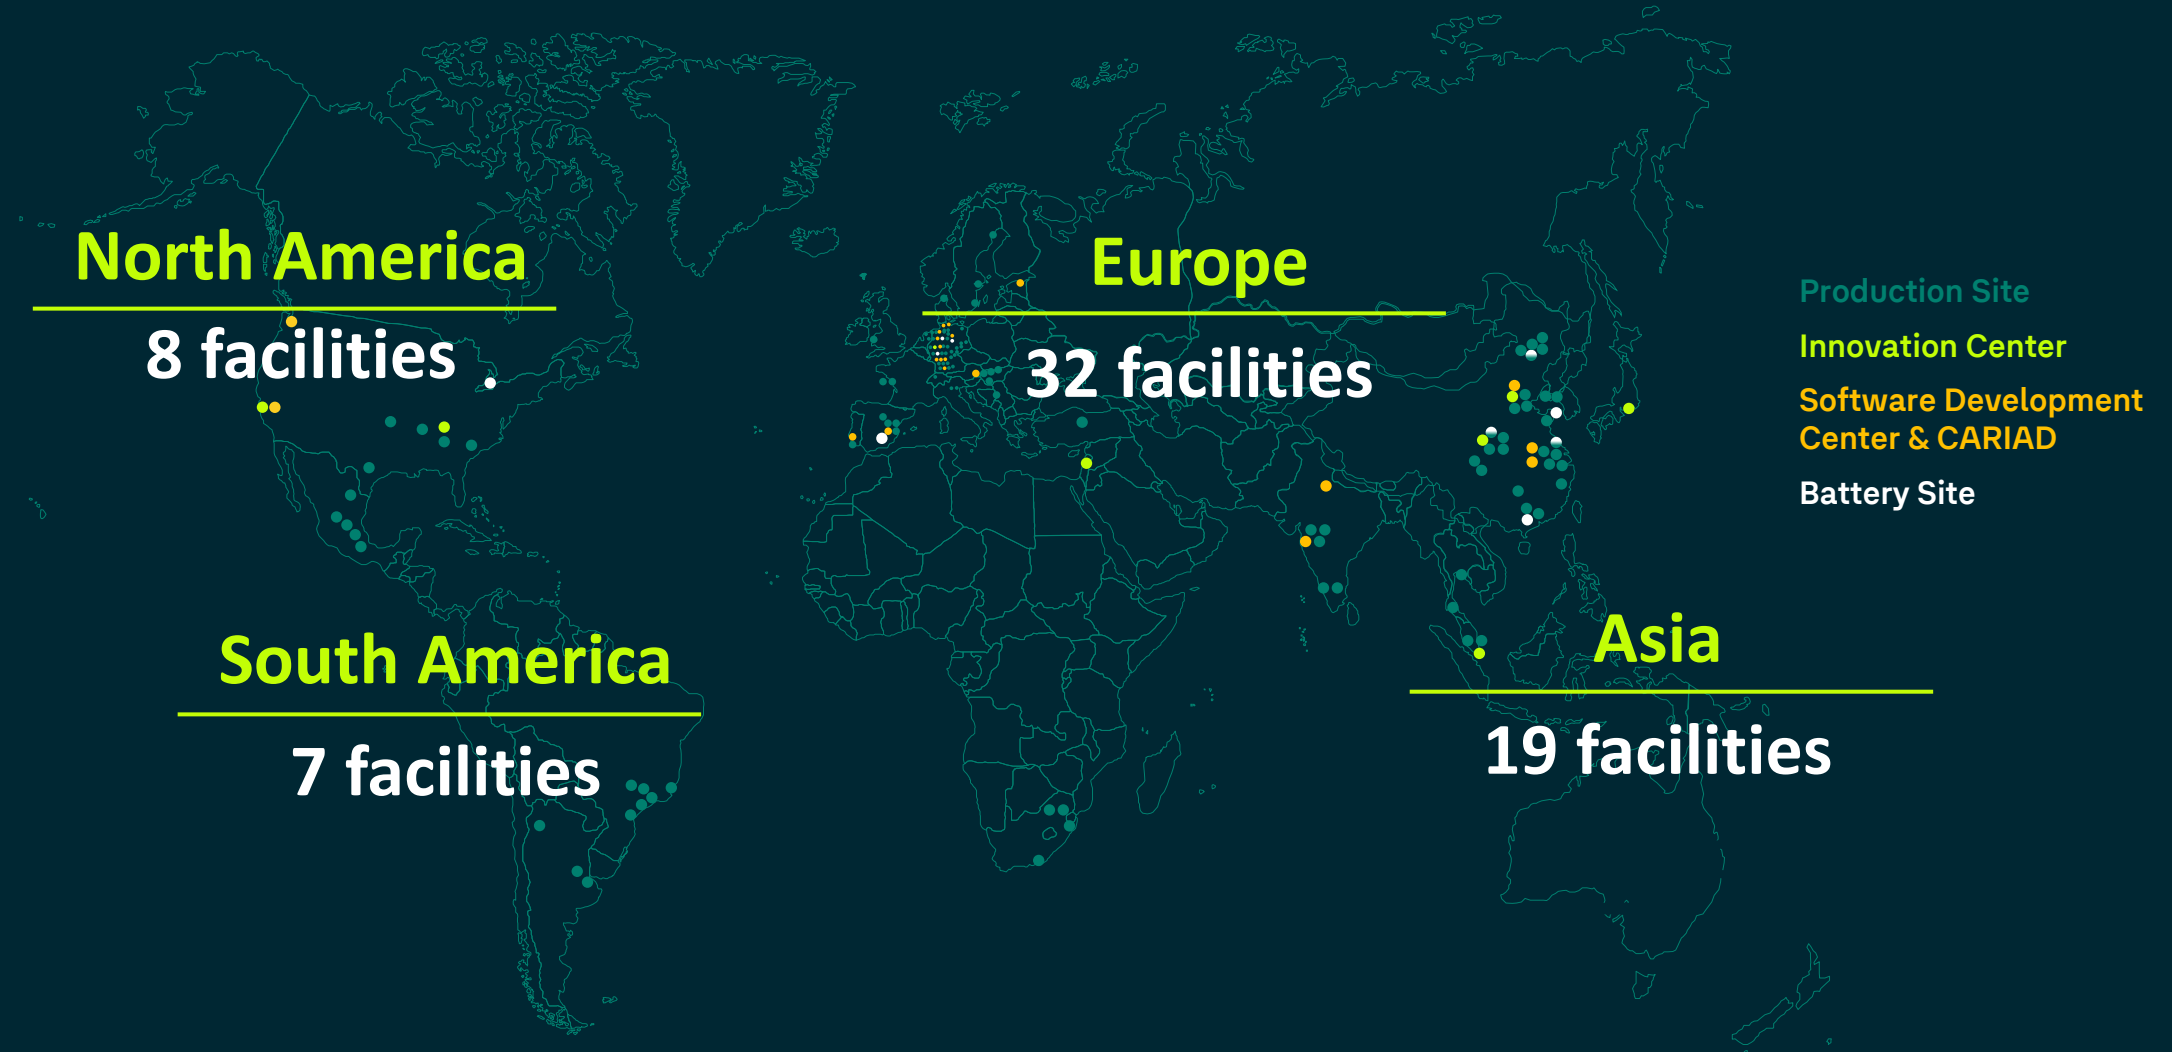 North America
8 facilities
Europe
32 facilities
South America
7 facilities
Asia
19 facilities
Production Site
Innovation Center
Software Development
Center & CARIAD
Battery Site